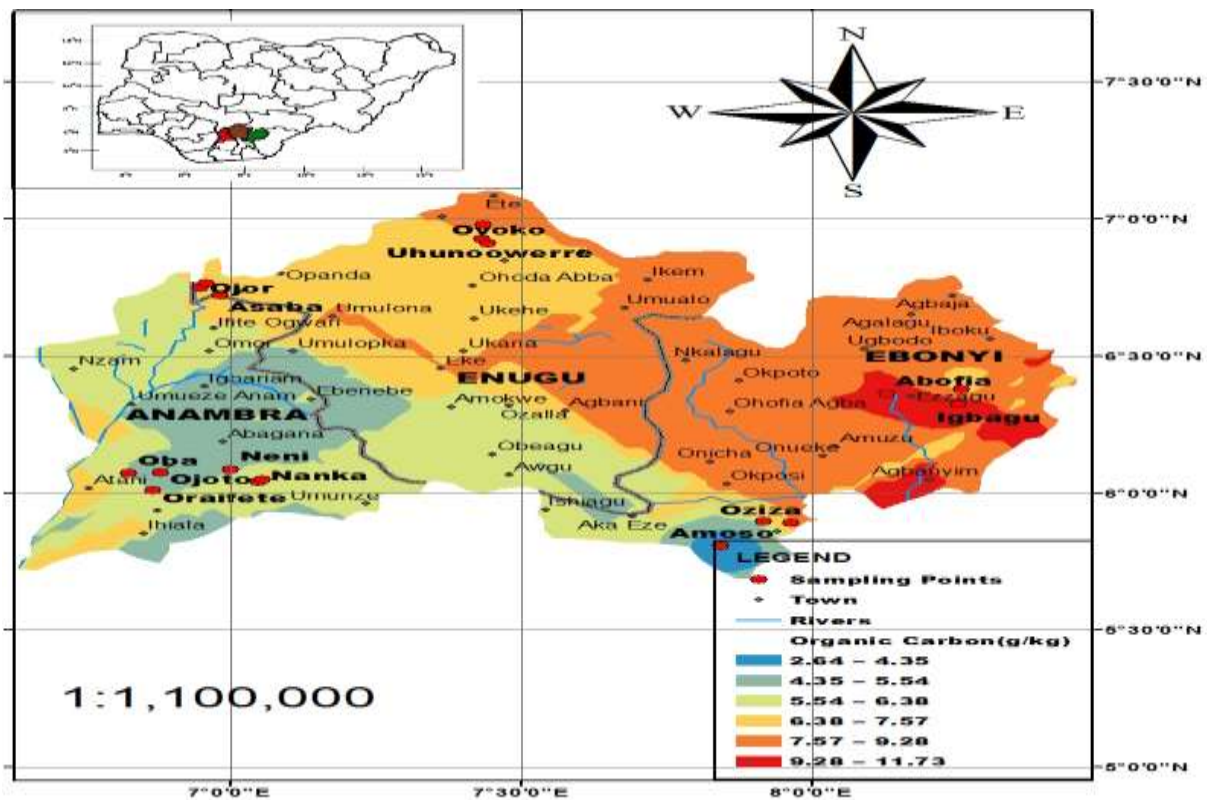 N
W E
S
7°30'0"N
7°0'0"N
6°30'0"N
6°0'0"N
5°30'0"N
5°0'0"N
Ete
Ovoko
Uhunoowerre
Opanda
Ohoda Abba
Ikem
Ojor
Asaba
Umulona
Ukehe
Umualo
Agbaja
Ifite Ogwari
Agalagu
Iboku
Omor
Umulopka
Ukana
Ugbodo
Nzam
Eke
Nkalagu
EBONYI
Igbariam
Ebenebe
ENUGU
Okpoto
Abofia
Umueze Anam
Amokwe
Agbani
Ezzagu
ANAMBRA
Ozalla
Ohofia Agba
Igbagu
Abagana
Obeagu
Onueke
Amuzu
Oba
Neni
Awgu
Onicha
Agbanyim
Atani
Ojoto
Nanka
Okposi
Oraifete
Umunze
Ishiagu
Oziza
Ihiala
Aka Eze
Amoso
LEGEND
Sampling Points
Town
Rivers
Organic Carbon(g/kg)
2.64 – 4.35
4.35 – 5.54
5.54 – 6.38
6.38 – 7.57
7.57 – 9.28
9.28 – 11.73
1:1,100,000
7°0'0"E 7°30'0"E 8°0'0"E